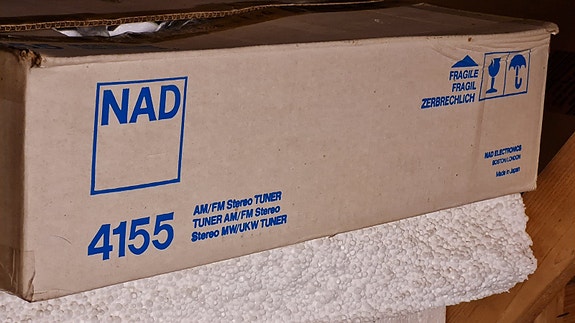 NAD
4155
AM/FM Stereo TUNER
TUNER AM/FM Stereo
Stereo MW/UKW TUNER
FRAGILE
FRAGIL
ZERBRECHLICH
NAD ELECTRONICS
BOSTON/LONDON
Made in Japan